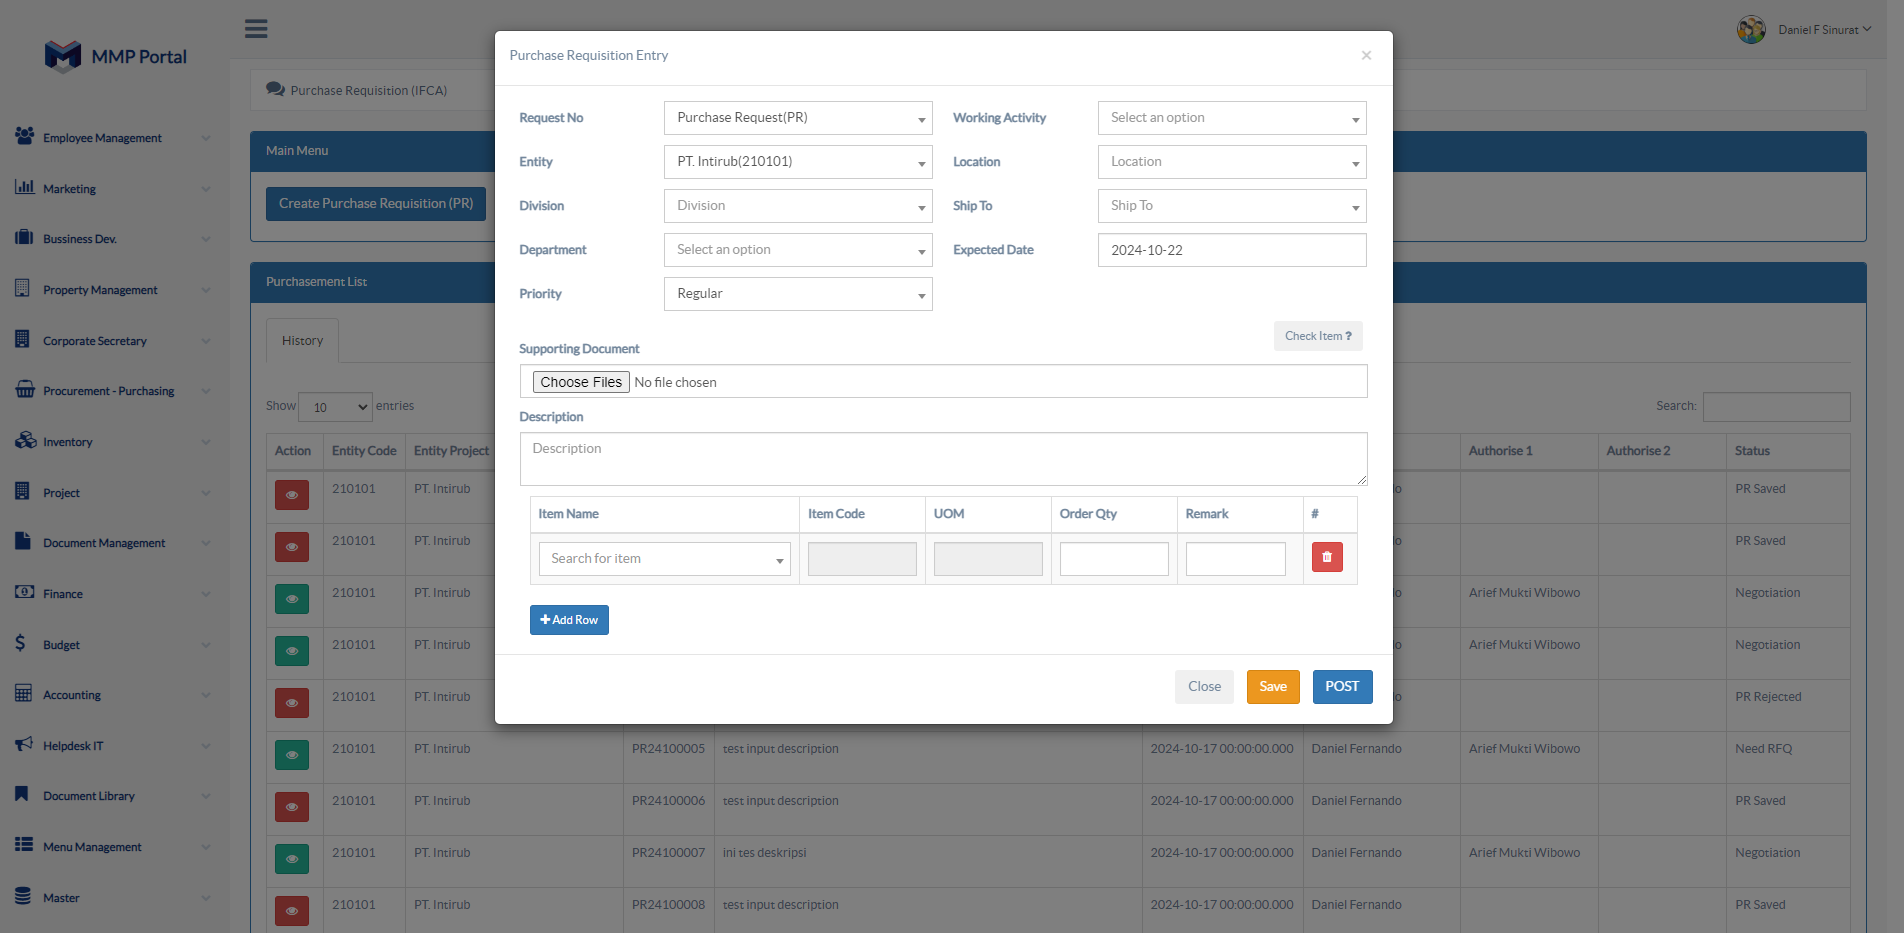 MMP Portal
Daniel F Sinurat
Purchase Requisition (IFCA)
Employee Management
Marketing
Bussiness Dev.
Property Management
Corporate Secretary
Procurement - Purchasing
Inventory
Project
Document Management
Finance
Budget
Accounting
Helpdesk IT
Document Library
Menu Management
Master
Main Menu
Create Purchase Requisition (PR)
Purchasement List
History
Show 10 entries
Search:
Action Entity Code Entity Project Authorise 1 Authorise 2 Status
210101 PT. Intirub do PR Saved
210101 PT. Intirub do PR Saved
210101 PT. Intirub do Arief Mukti Wibowo Negotiation
210101 PT. Intirub do Arief Mukti Wibowo Negotiation
210101 PT. Intirub do PR Rejected
210101 PT. Intirub PR24100005 test input description 2024-10-17 00:00:00.000 Daniel Fernando Arief Mukti Wibowo Need RFQ
210101 PT. Intirub PR24100006 test input description 2024-10-17 00:00:00.000 Daniel Fernando PR Saved
210101 PT. Intirub PR24100007 ini tes deskripsi 2024-10-17 00:00:00.000 Daniel Fernando Arief Mukti Wibowo Negotiation
210101 PT. Intirub PR24100008 test input description 2024-10-17 00:00:00.000 Daniel Fernando PR Saved
Purchase Requisition Entry ×
Request No Purchase Request(PR) Working Activity Select an option
Entity PT. Intirub(210101) Location Location
Division Division Ship To Ship To
Department Select an option Expected Date 2024-10-22
Priority Regular
Check Item ?
Supporting Document
Choose Files No file chosen
Description
Description
Item Name Item Code UOM Order Qty Remark #
Search for item
+ Add Row
Close Save POST